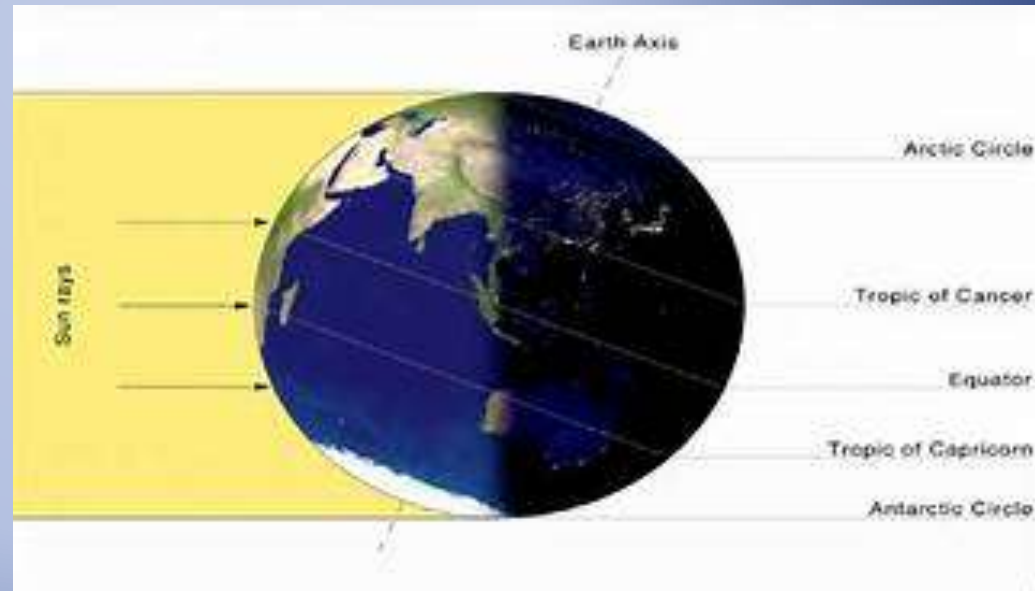 Earth Axis
Arctic Circle
Sun rays
Tropic of Cancer
Equator
Tropic of Capricorn
Antarctic Circle